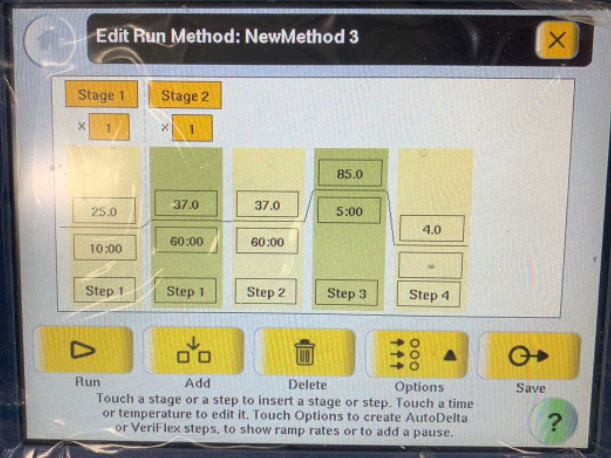 Edit Run Method: NewMethod 3
X
Stage 1
Stage 2
x 1
x 1
25.0
37.0
37.0
85.0
4.0
10:00
60:00
60:00
5:00
∞
Step 1
Step 1
Step 2
Step 3
Step 4
Run
Add
Delete
Options
Save
Touch a stage or a step to insert a stage or step. Touch a time
or temperature to edit it. Touch Options to create AutoDelta
or VeriFlex steps, to show ramp rates or to add a pause.
?